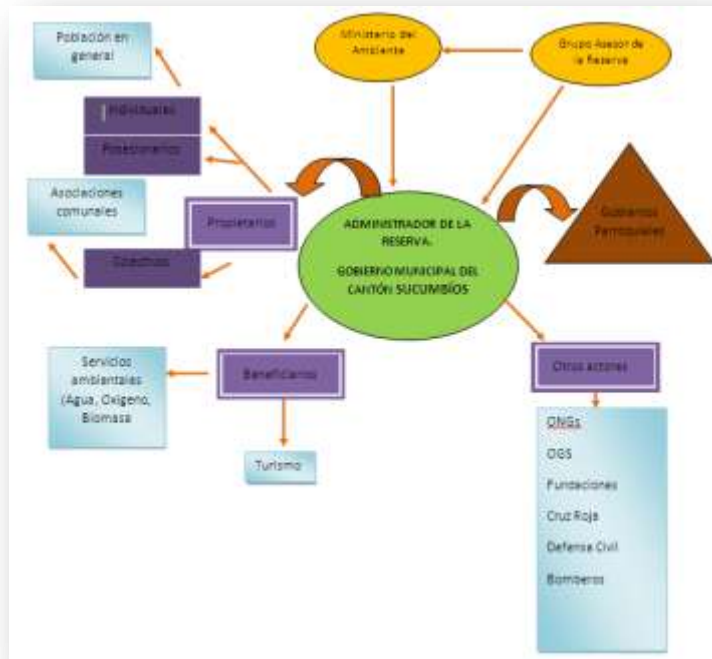 Población en
general
Ministerio del
Ambiente
Grupo Asesor de
la Reserva
Individuales
Posesionarios
Asociaciones
comunales
Propietarios
Colectivos
ADMINISTRADOR DE LA
RESERVA.
GOBIERNO MUNICIPAL DEL
CANTÓN SUCUMBÍOS
Gobiernos
Parroquiales
Servicios
ambientales
(Agua, Oxigeno,
Biomasa
Beneficiarios
Otros actores
Turismo
ONGs
OGS
Fundaciones
Cruz Roja
Defensa Civil
Bomberos